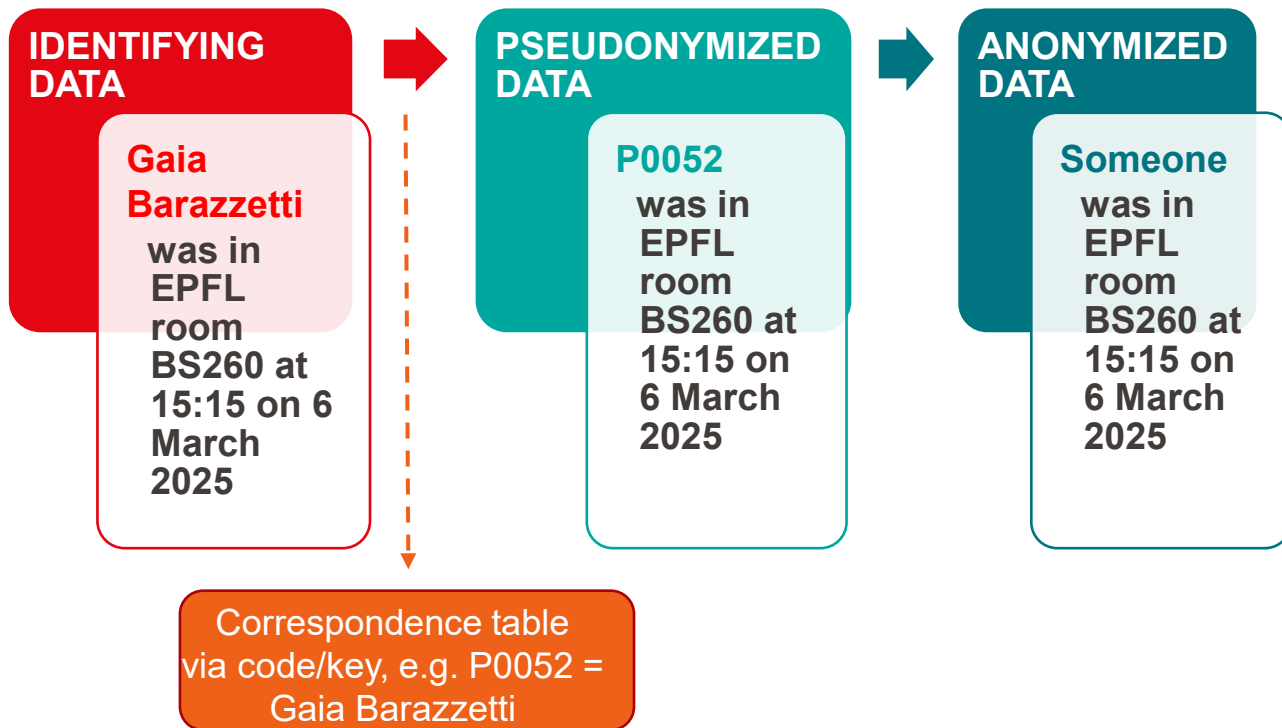 IDENTIFYING
DATA
Gaia
Barazzetti
was in
EPFL
room
BS260 at
15:15 on 6
March
2025
PSEUDONYMIZED
DATA
P0052
was in
EPFL
room
BS260 at
15:15 on
6 March
2025
ANONYMIZED
DATA
Someone
was in
EPFL
room
BS260 at
15:15 on
6 March
2025
Correspondence table
via code/key, e.g. P0052 =
Gaia Barazzetti